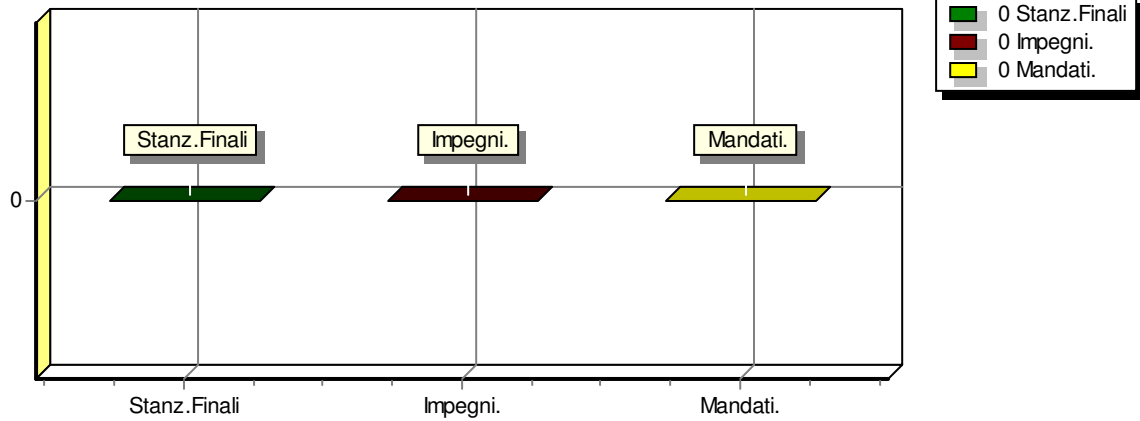 0 Stanz.Finali
0 Impegni.
0 Mandati.
Stanz.Finali
Impegni.
Mandati.
0
Stanz.Finali
Impegni.
Mandati.